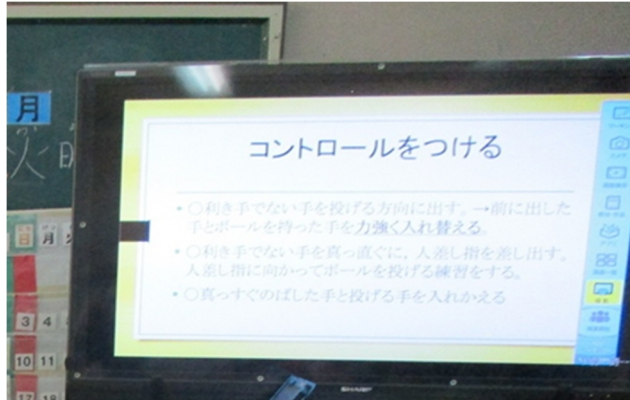 月
火
日 月
3 4
10 11
17 18
コントロールをつける
• ○利き手でない手を投げる方向に出す。→前に出した
手とボールを持った手を力強く入れ替える。
• ○利き手でない手を真っ直ぐに、人差し指を差し出す。
人差し指に向かってボールを投げる練習をする。
• ○真っすぐのばした手と投げる手を入れかえる
SHARP